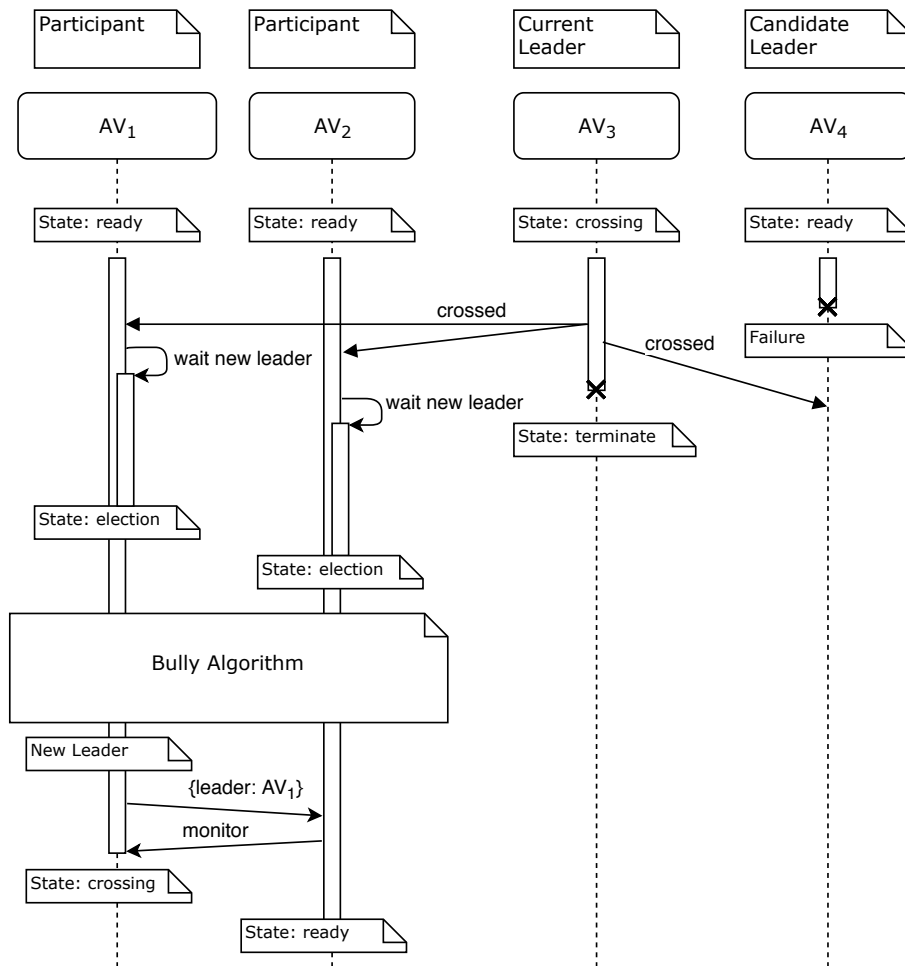 Participant
Participant
Current
Leader
Candidate
Leader
AV₁
AV₂
AV₃
AV₄
State: ready
State: ready
State: crossing
State: ready
crossed
Failure
crossed
wait new leader
wait new leader
State: terminate
State: election
State: election
Bully Algorithm
New Leader
{leader: AV₁}
monitor
State: crossing
State: ready